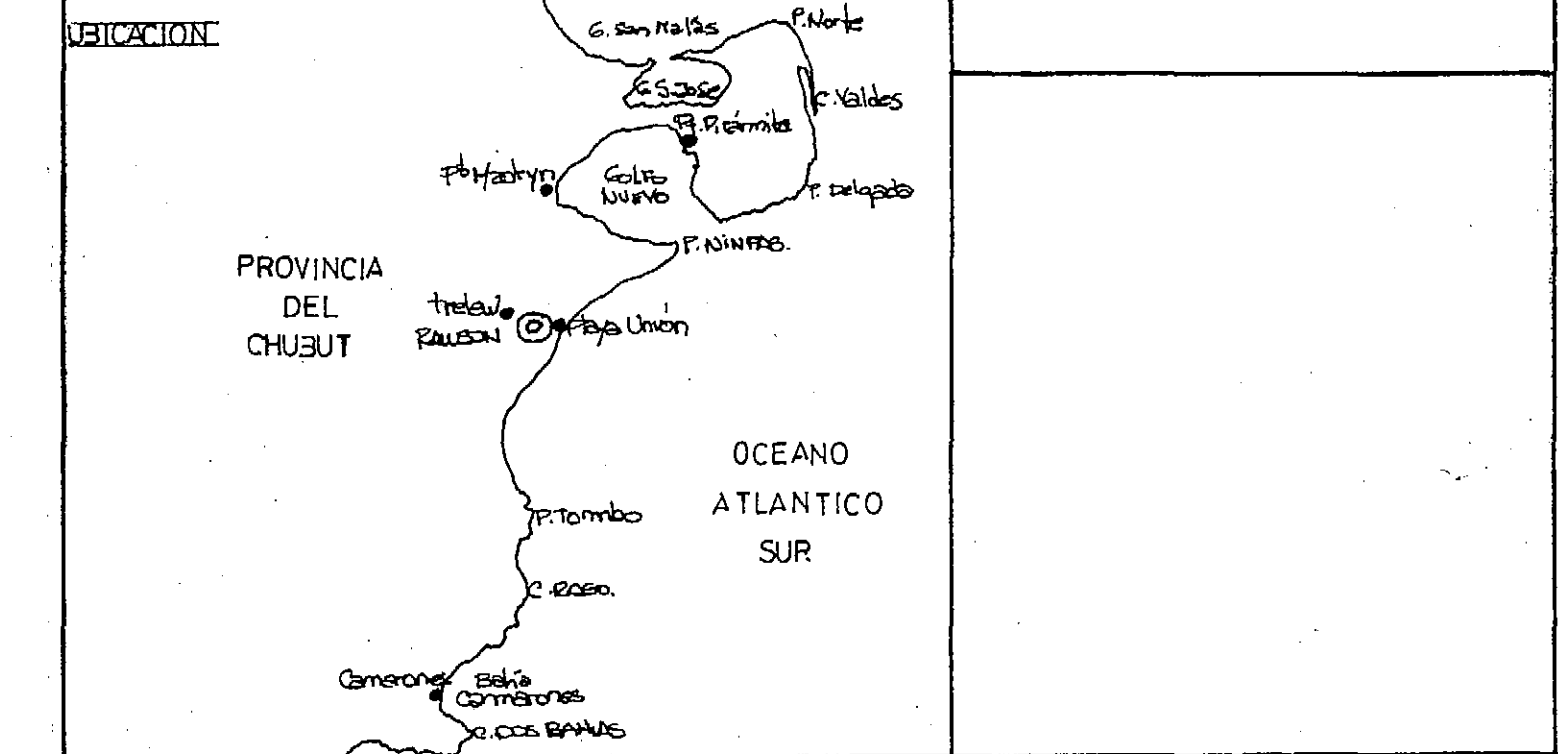 UBICACION
G. San Matías
P. Norte
G. S. José
C. Valdes
Pt. Pirámide
Pto Madryn
GOLFO
NUEVO
P. Delgada
P. NINFAS.
PROVINCIA
DEL
CHUBUT
Trelew
RAWSON
Playa Unión
OCEANO
ATLANTICO
SUR
P. Tombo
C. RASO.
Camarones
Bahía
Camarones
C. DOS BAHIAS